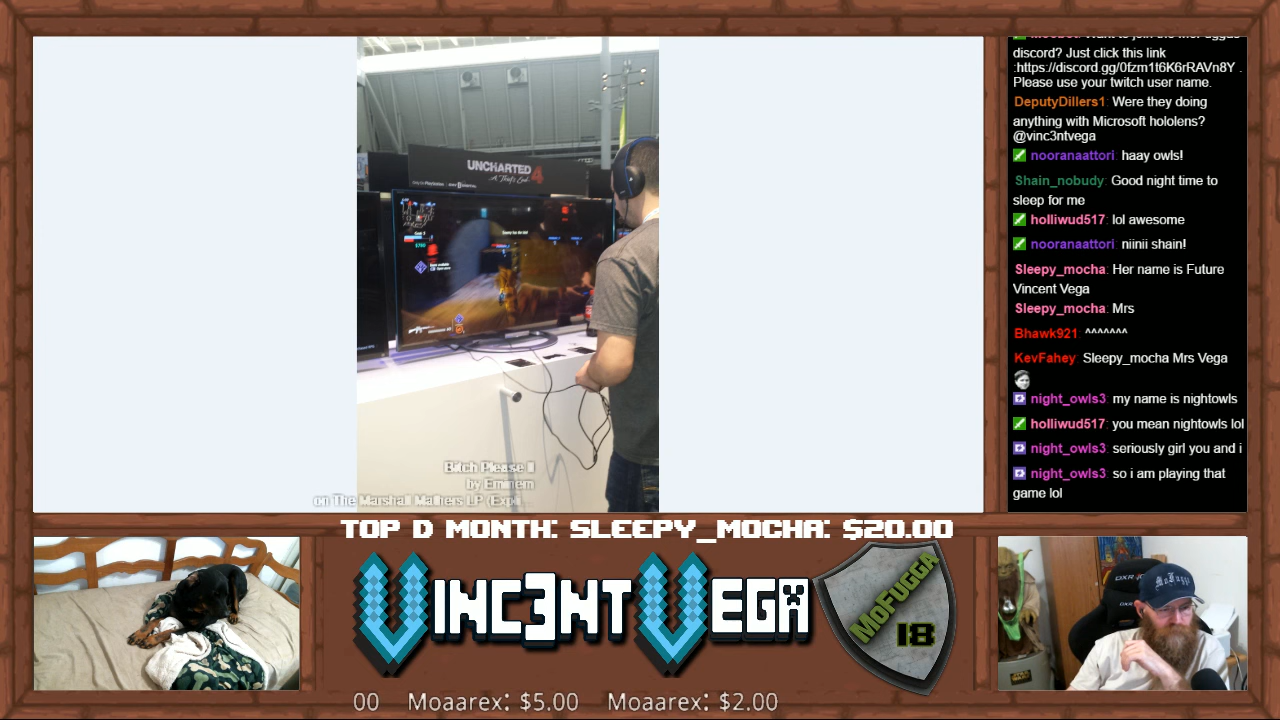 UNCHARTED 4
A Thief's End
Bitch Please II
by Eminem
on The Marshall Mathers LP (Expl
discord? Just click this link
:https://discord.gg/0fzm1t6K6rRAVn8Y .
Please use your twitch user name.
DeputyDillers1: Were they doing
anything with Microsoft hololens?
@vinc3ntvega
nooranaattori: haay owls!
Shain_nobudy: Good night time to
sleep for me
holliwud517: lol awesome
nooranaattori: niinii shain!
Sleepy_mocha: Her name is Future
Vincent Vega
Sleepy_mocha: Mrs
Bhawk921: ^^^^^^^
KevFahey: Sleepy_mocha Mrs Vega
night_owls3: my name is nightowls
holliwud517: you mean nightowls lol
night_owls3: seriously girl you and i
night_owls3: so i am playing that
game lol
TOP D MONTH: SLEEPY_MOCHA: $20.00
VINC3NTVEGA
MOFUGGA
18
DXR
MoFugga
00 Moaarex: $5.00 Moaarex: $2.00